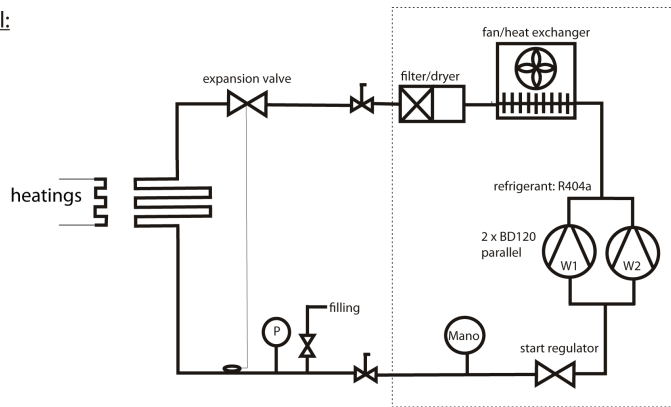 l:
fan/heat exchanger
expansion valve
filter/dryer
heatings
refrigerant: R404a
2 x BD120
parallel
W1
W2
filling
P
Mano
start regulator